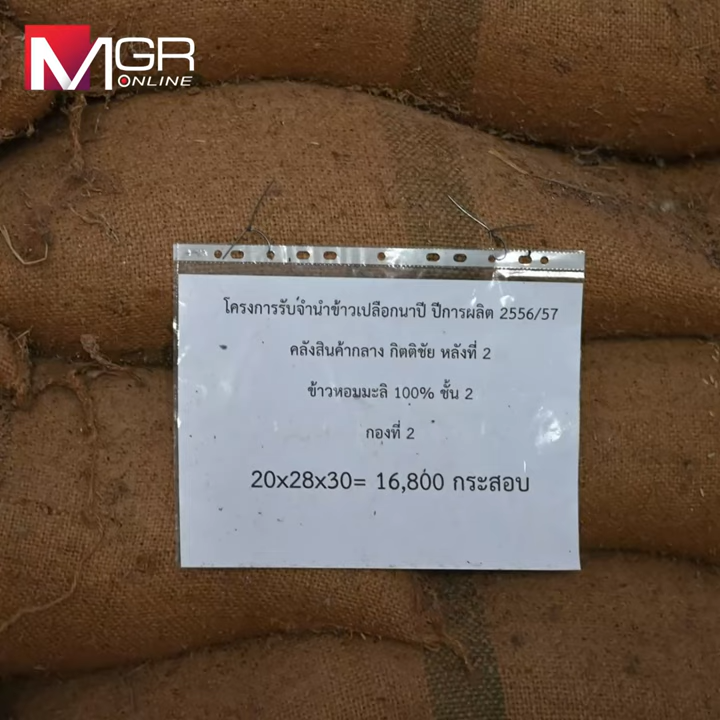 MGR
ONLINE
โครงการรับจำนำข้าวเปลือกนาปี ปีการผลิต 2556/57
คลังสินค้ากลาง กิตติชัย หลังที่ 2
ข้าวหอมมะลิ 100% ชั้น 2
กองที่ 2
20x28x30= 16,800 กระสอบ